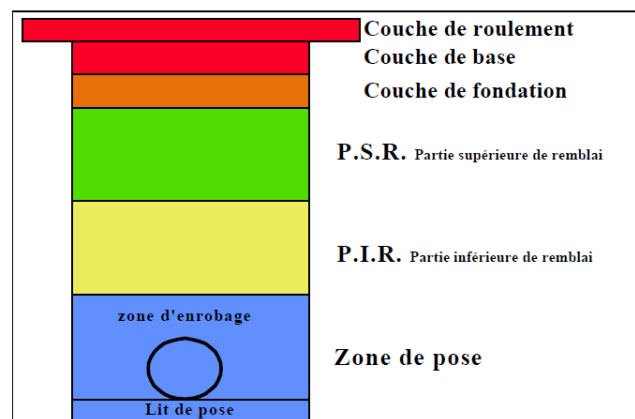 Couche de roulement
Couche de base
Couche de fondation
P.S.R. Partie supérieure de remblai
P.I.R. Partie inférieure de remblai
zone d'enrobage
Zone de pose
Lit de pose